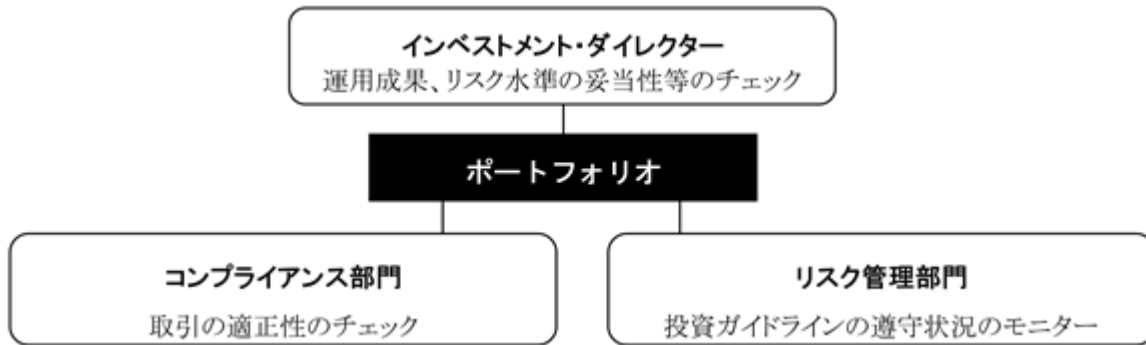 インベストメント・ダイレクター
運用成果、リスク水準の妥当性等のチェック
ポートフォリオ
コンプライアンス部門
取引の適正性のチェック
リスク管理部門
投資ガイドラインの遵守状況のモニター